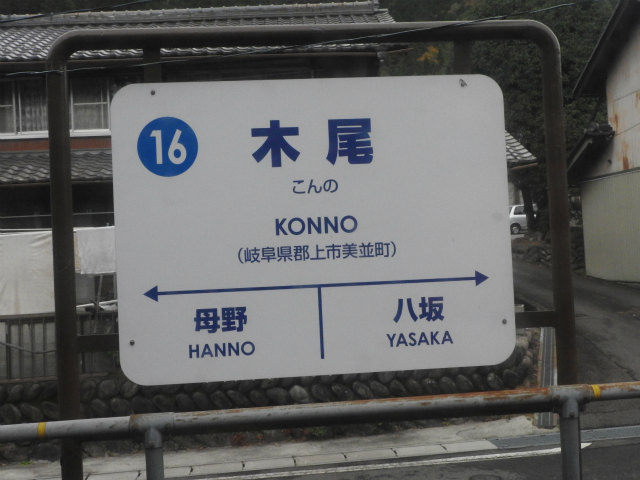 16
木尾
こんの
KONNO
(岐阜県郡上市美並町)
母野
HANNO
八坂
YASAKA